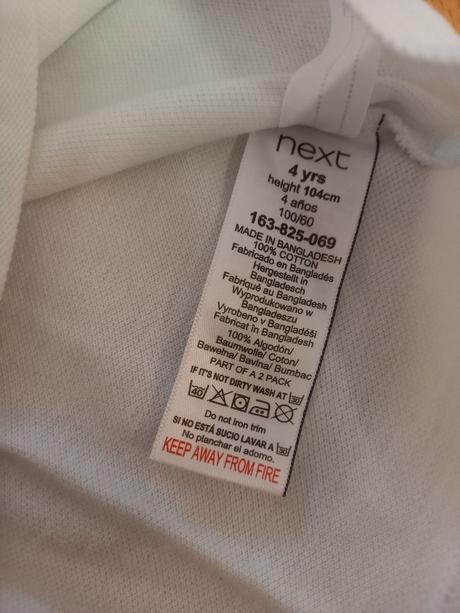 next
4 yrs
height 104cm
4 años
100/60
163-825-069
MADE IN BANGLADESH
100% COTTON
Fabricado en Bangladés
Hergestellt in
Bangladesch
Fabriqué au Bangladesh
Wyprodukowano w
Bangladeszu
Vyrobeno v Bangladéši
Fabricat în Bangladesh
100% Algodón/
Baumwolle/ Coton/
Bawełna/ Bavlna/ Bumbac
PART OF A 2 PACK
IF IT'S NOT DIRTY WASH AT 30
40
Do not iron trim
SI NO ESTÁ SUCIO LAVAR A 30
No planchar el adorno.
KEEP AWAY FROM FIRE